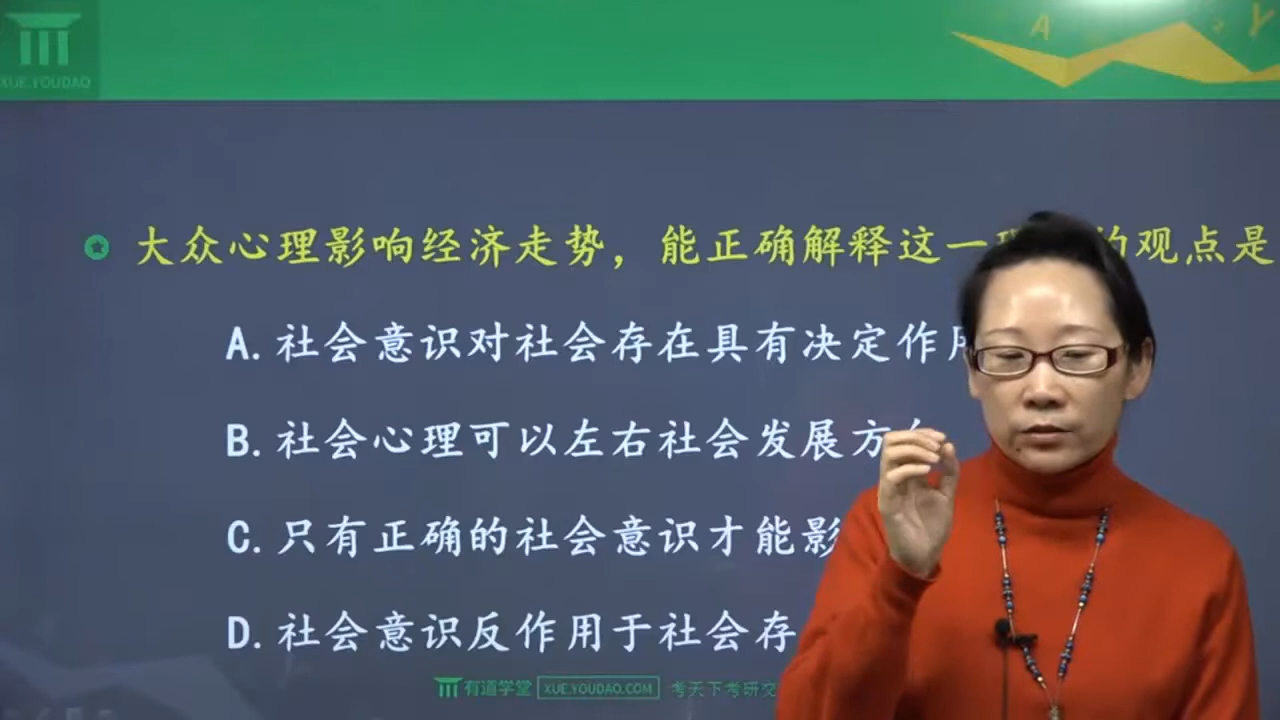 XUE.YOUDAO
A
Y
大众心理影响经济走势,能正确解释这一 的观点是
A.社会意识对社会存在具有决定作用
B.社会心理可以左右社会发展方向
C.只有正确的社会意识才能影
D.社会意识反作用于社会存
有道学堂 XUE.YOUDAO.COM 考天下考研交